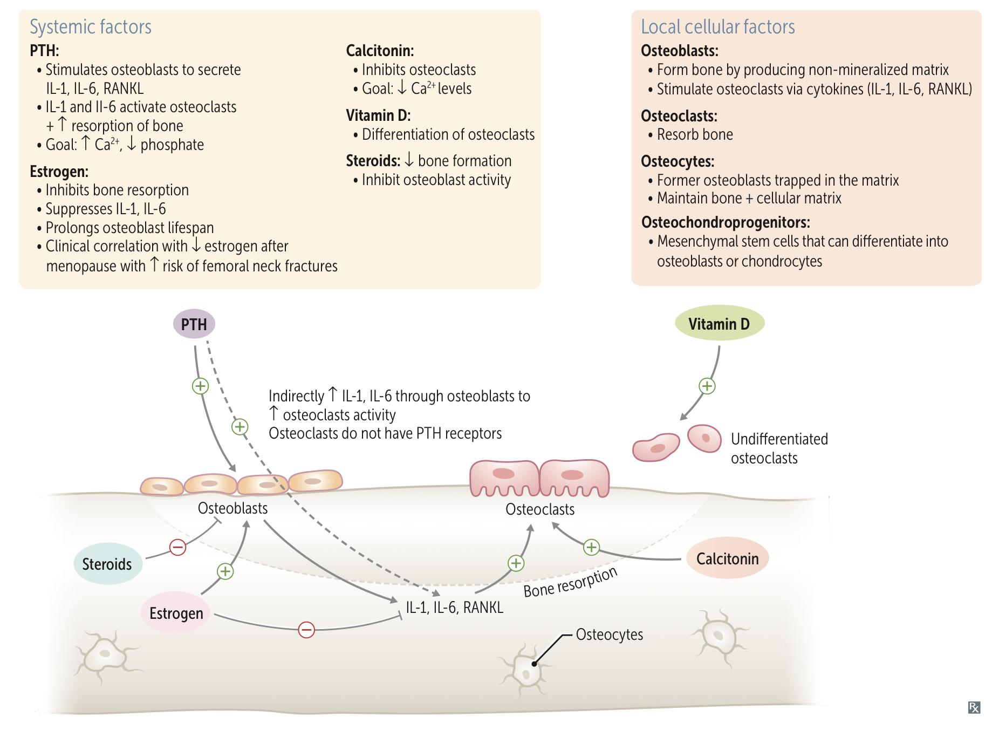 Systemic factors
PTH:
• Stimulates osteoblasts to secrete
IL-1, IL-6, RANKL
• IL-1 and Il-6 activate osteoclasts
+ ↑ resorption of bone
• Goal: ↑ Ca²⁺, ↓ phosphate
Estrogen:
• Inhibits bone resorption
• Suppresses IL-1, IL-6
• Prolongs osteoblast lifespan
• Clinical correlation with ↓ estrogen after
menopause with ↑ risk of femoral neck fractures
Calcitonin:
• Inhibits osteoclasts
• Goal: ↓ Ca²⁺ levels
Vitamin D:
• Differentiation of osteoclasts
Steroids: ↓ bone formation
• Inhibit osteoblast activity
Local cellular factors
Osteoblasts:
• Form bone by producing non-mineralized matrix
• Stimulate osteoclasts via cytokines (IL-1, IL-6, RANKL)
Osteoclasts:
• Resorb bone
Osteocytes:
• Former osteoblasts trapped in the matrix
• Maintain bone + cellular matrix
Osteochondroprogenitors:
• Mesenchymal stem cells that can differentiate into
osteoblasts or chondrocytes
PTH
Vitamin D
+
+
Indirectly ↑ IL-1, IL-6 through osteoblasts to
↑ osteoclasts activity
Osteoclasts do not have PTH receptors
+
Undifferentiated
osteoclasts
Osteoblasts
Osteoclasts
−
+
Steroids
Calcitonin
+
+
Bone resorption
Estrogen
IL-1, IL-6, RANKL
−
Osteocytes
Rx